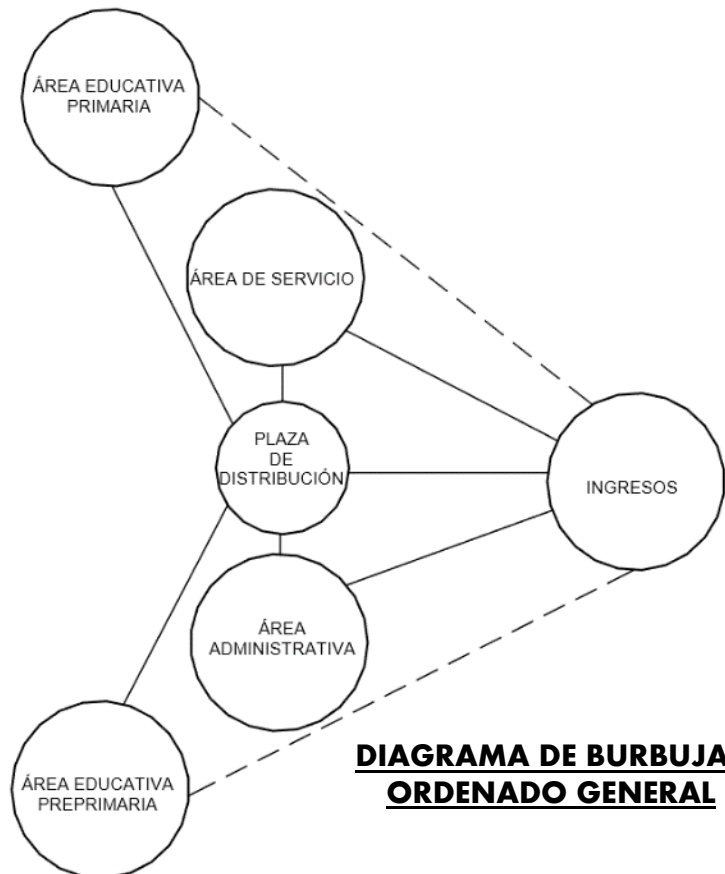 ÁREA EDUCATIVA
PRIMARIA
ÁREA DE SERVICIO
PLAZA
DE
DISTRIBUCIÓN
INGRESOS
ÁREA
ADMINISTRATIVA
ÁREA EDUCATIVA
PREPRIMARIA
DIAGRAMA DE BURBUJA
ORDENADO GENERAL